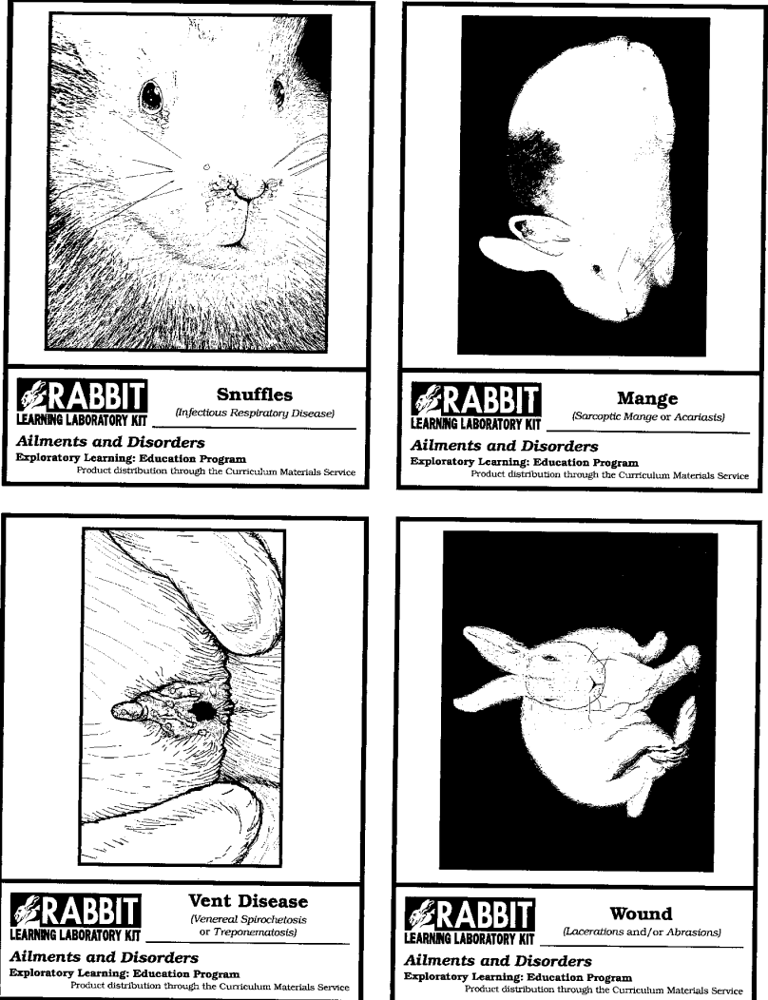 RABBIT
LEARNING LABORATORY KIT
Snuffles
(Infectious Respiratory Disease)
Ailments and Disorders
Exploratory Learning: Education Program
Product distribution through the Curriculum Materials Service
RABBIT
LEARNING LABORATORY KIT
Mange
(Sarcoptic Mange or Acariasis)
Ailments and Disorders
Exploratory Learning: Education Program
Product distribution through the Curriculum Materials Service
RABBIT
LEARNING LABORATORY KIT
Vent Disease
(Venereal Spirochetosis
or Treponematosis)
Ailments and Disorders
Exploratory Learning: Education Program
Product distribution through the Curriculum Materials Service
RABBIT
LEARNING LABORATORY KIT
Wound
(Lacerations and/or Abrasions)
Ailments and Disorders
Exploratory Learning: Education Program
Product distribution through the Curriculum Materials Service